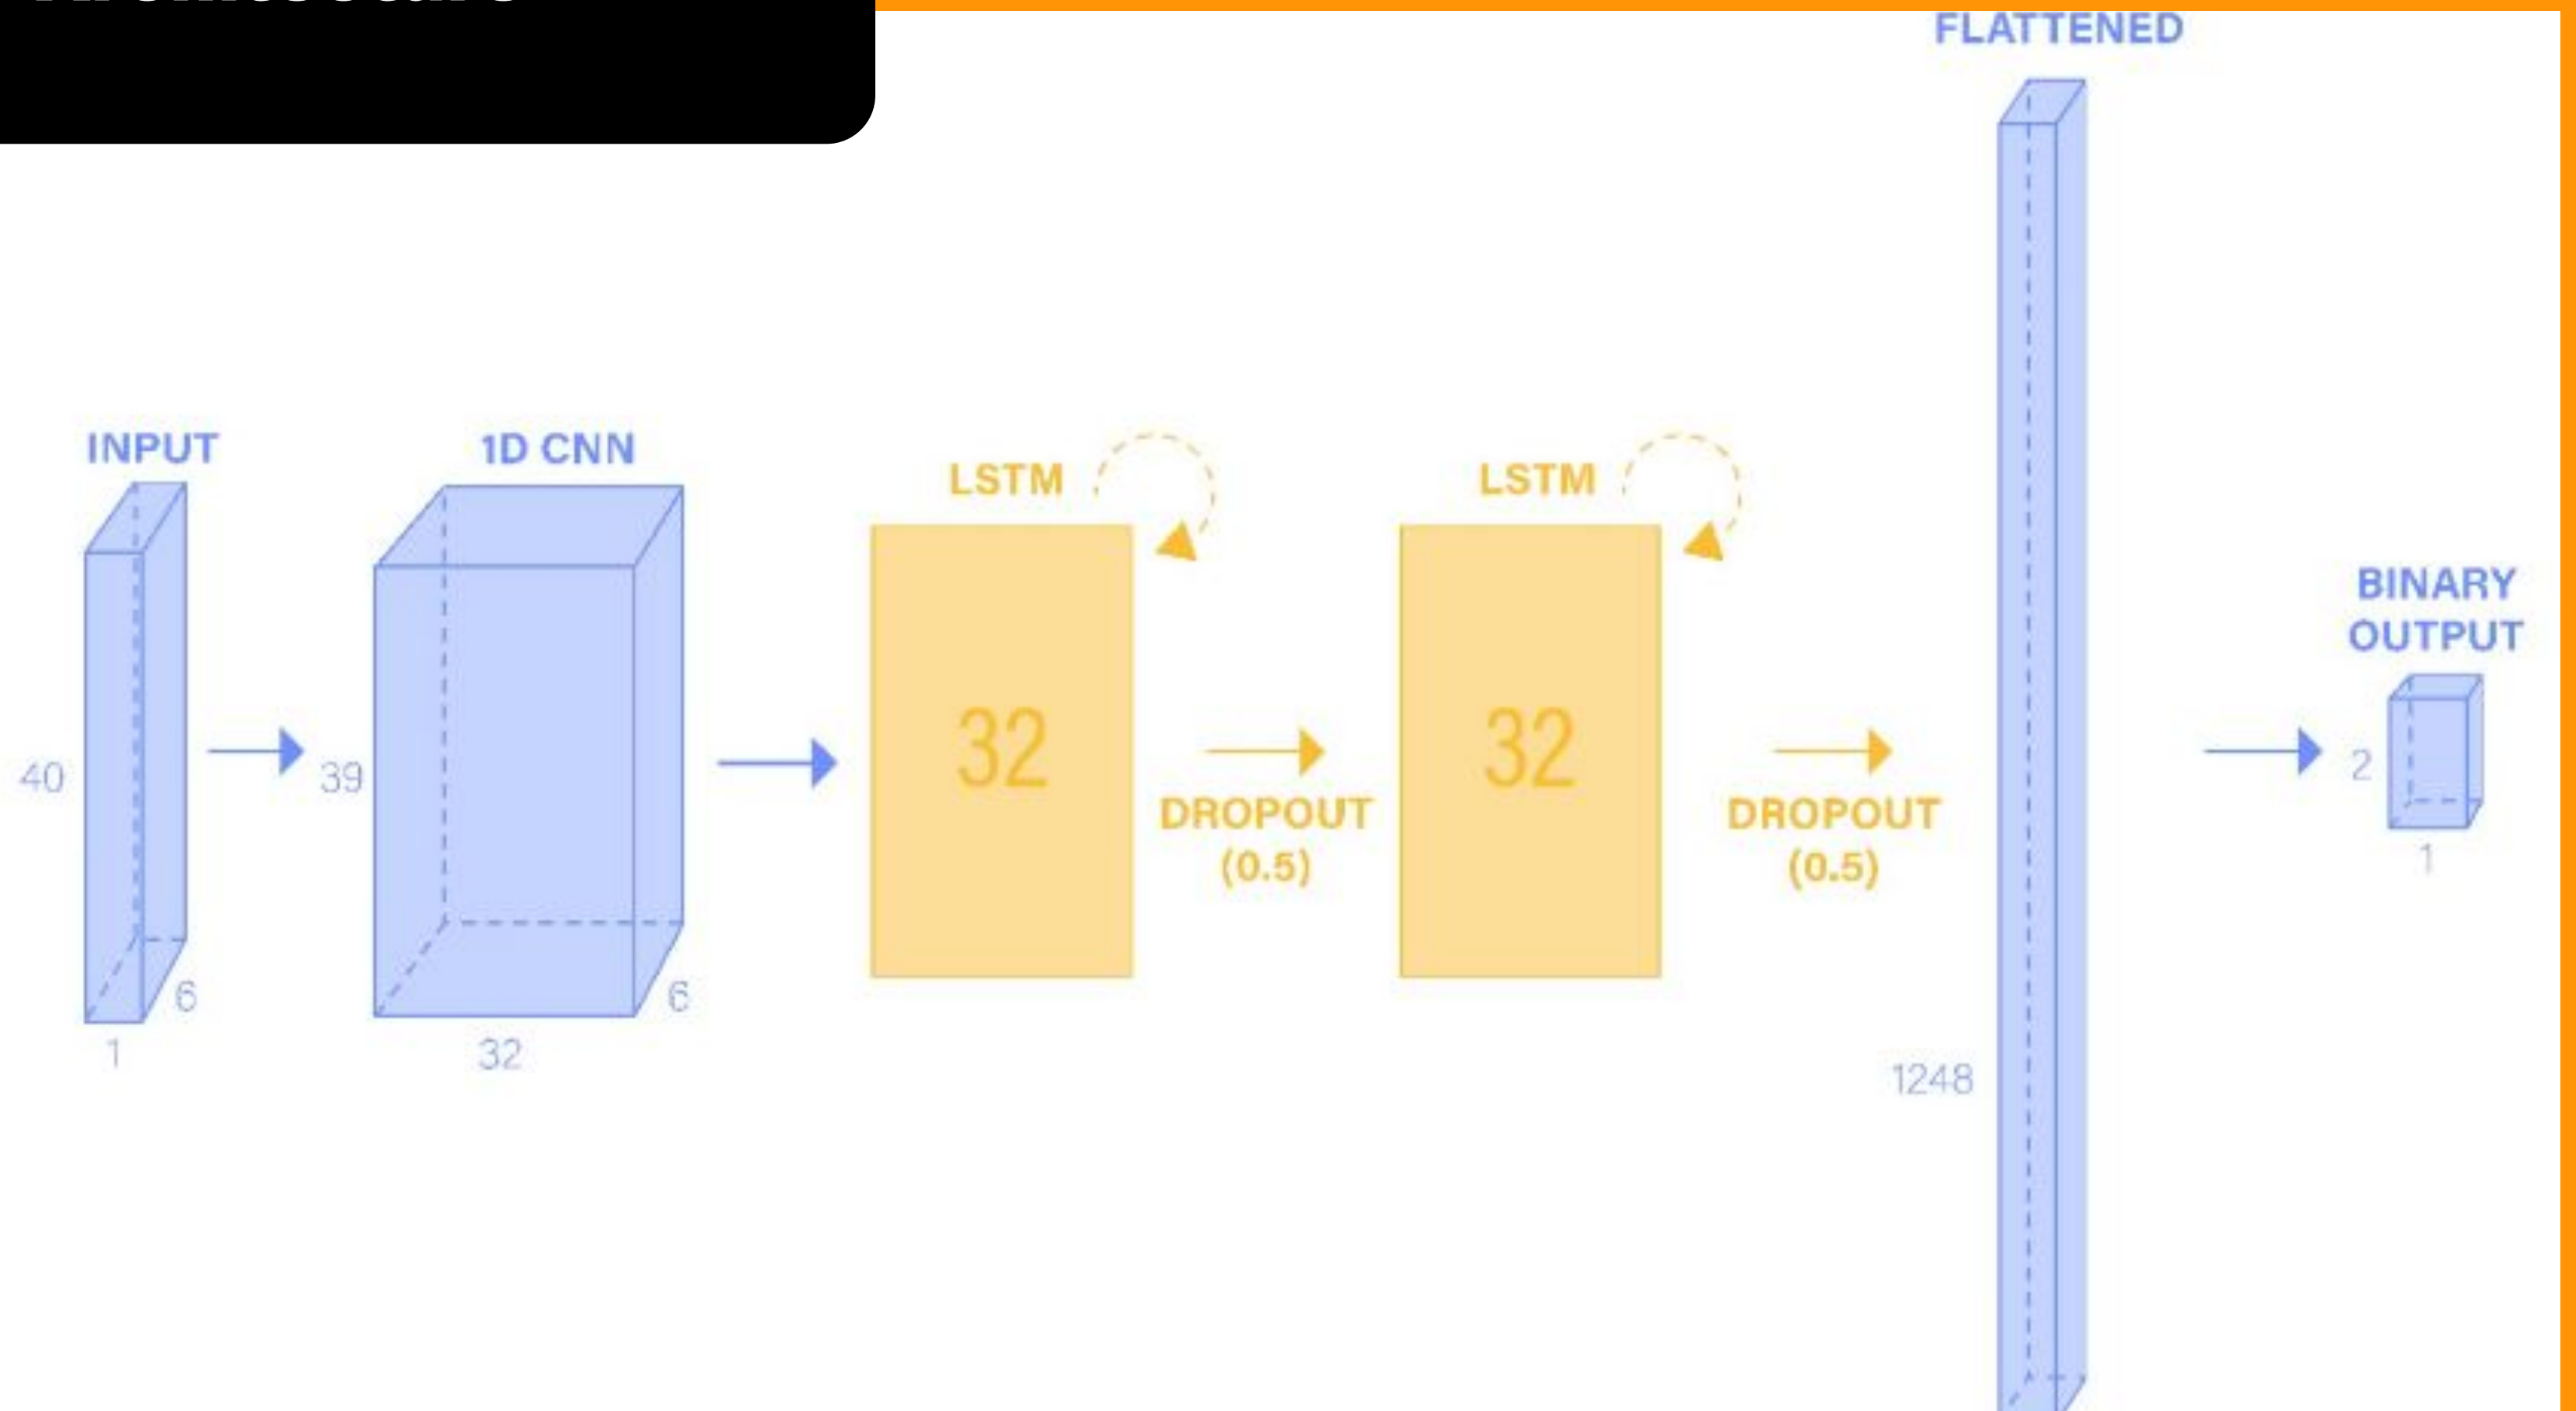 FLATTENED
INPUT
1D CNN
LSTM
LSTM
BINARY
OUTPUT
40
39
32
32
2
DROPOUT
(0.5)
DROPOUT
(0.5)
1
6
6
1
32
1248